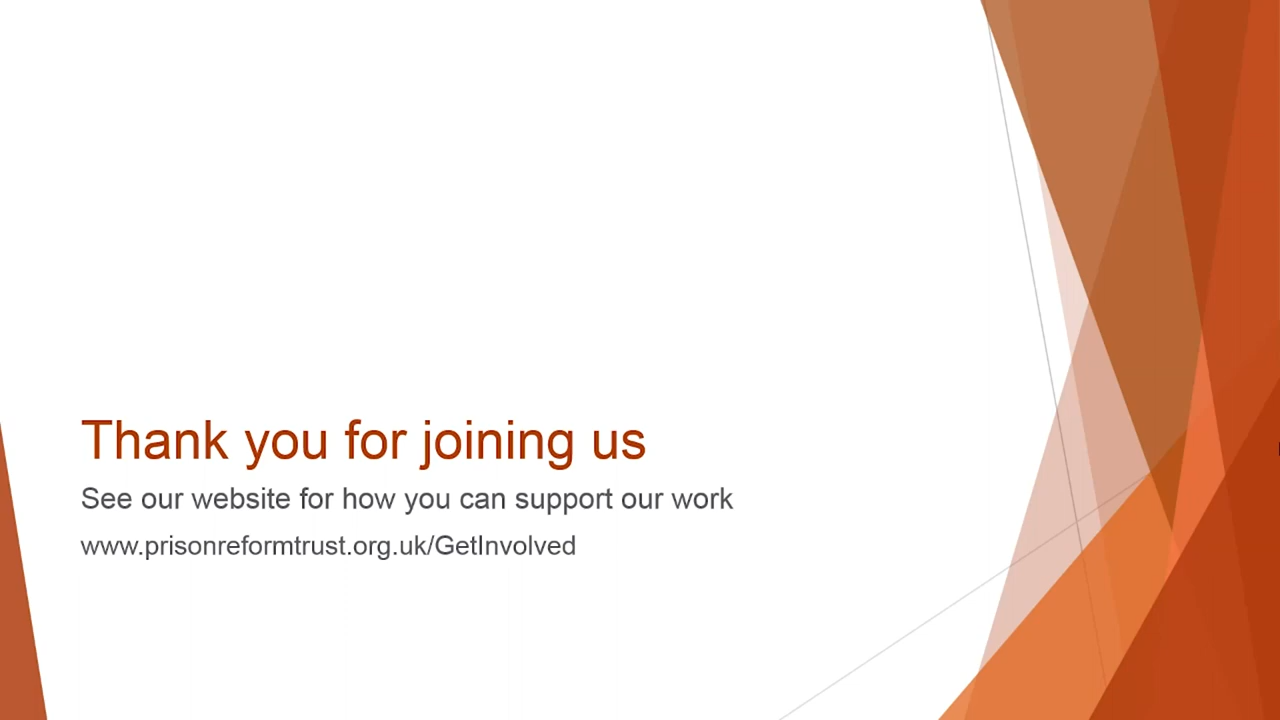 Thank you for joining us
See our website for how you can support our work
www.prisonreformtrust.org.uk/GetInvolved